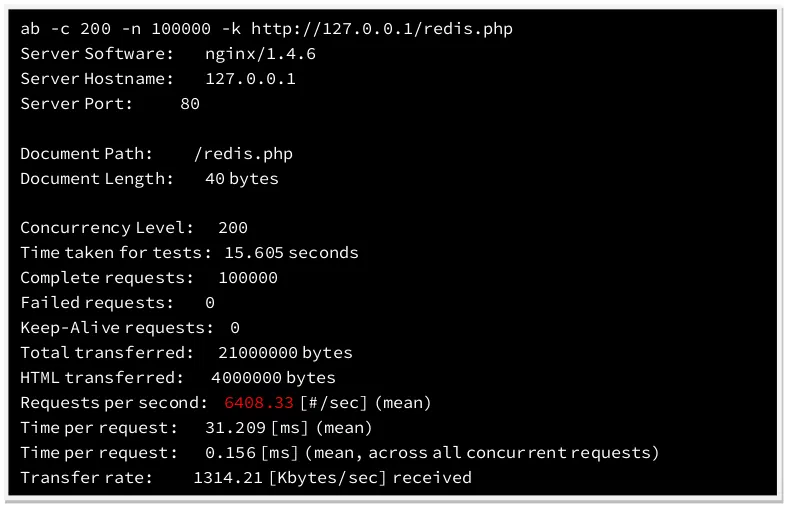 ab -c 200 -n 100000 -k http://127.0.0.1/redis.php
Server Software: nginx/1.4.6
Server Hostname: 127.0.0.1
Server Port: 80
Document Path: /redis.php
Document Length: 40 bytes
Concurrency Level: 200
Time taken for tests: 15.605 seconds
Complete requests: 100000
Failed requests: 0
Keep-Alive requests: 0
Total transferred: 21000000 bytes
HTML transferred: 4000000 bytes
Requests per second: 6408.33 [#/sec] (mean)
Time per request: 31.209 [ms] (mean)
Time per request: 0.156 [ms] (mean, across all concurrent requests)
Transfer rate: 1314.21 [Kbytes/sec] received